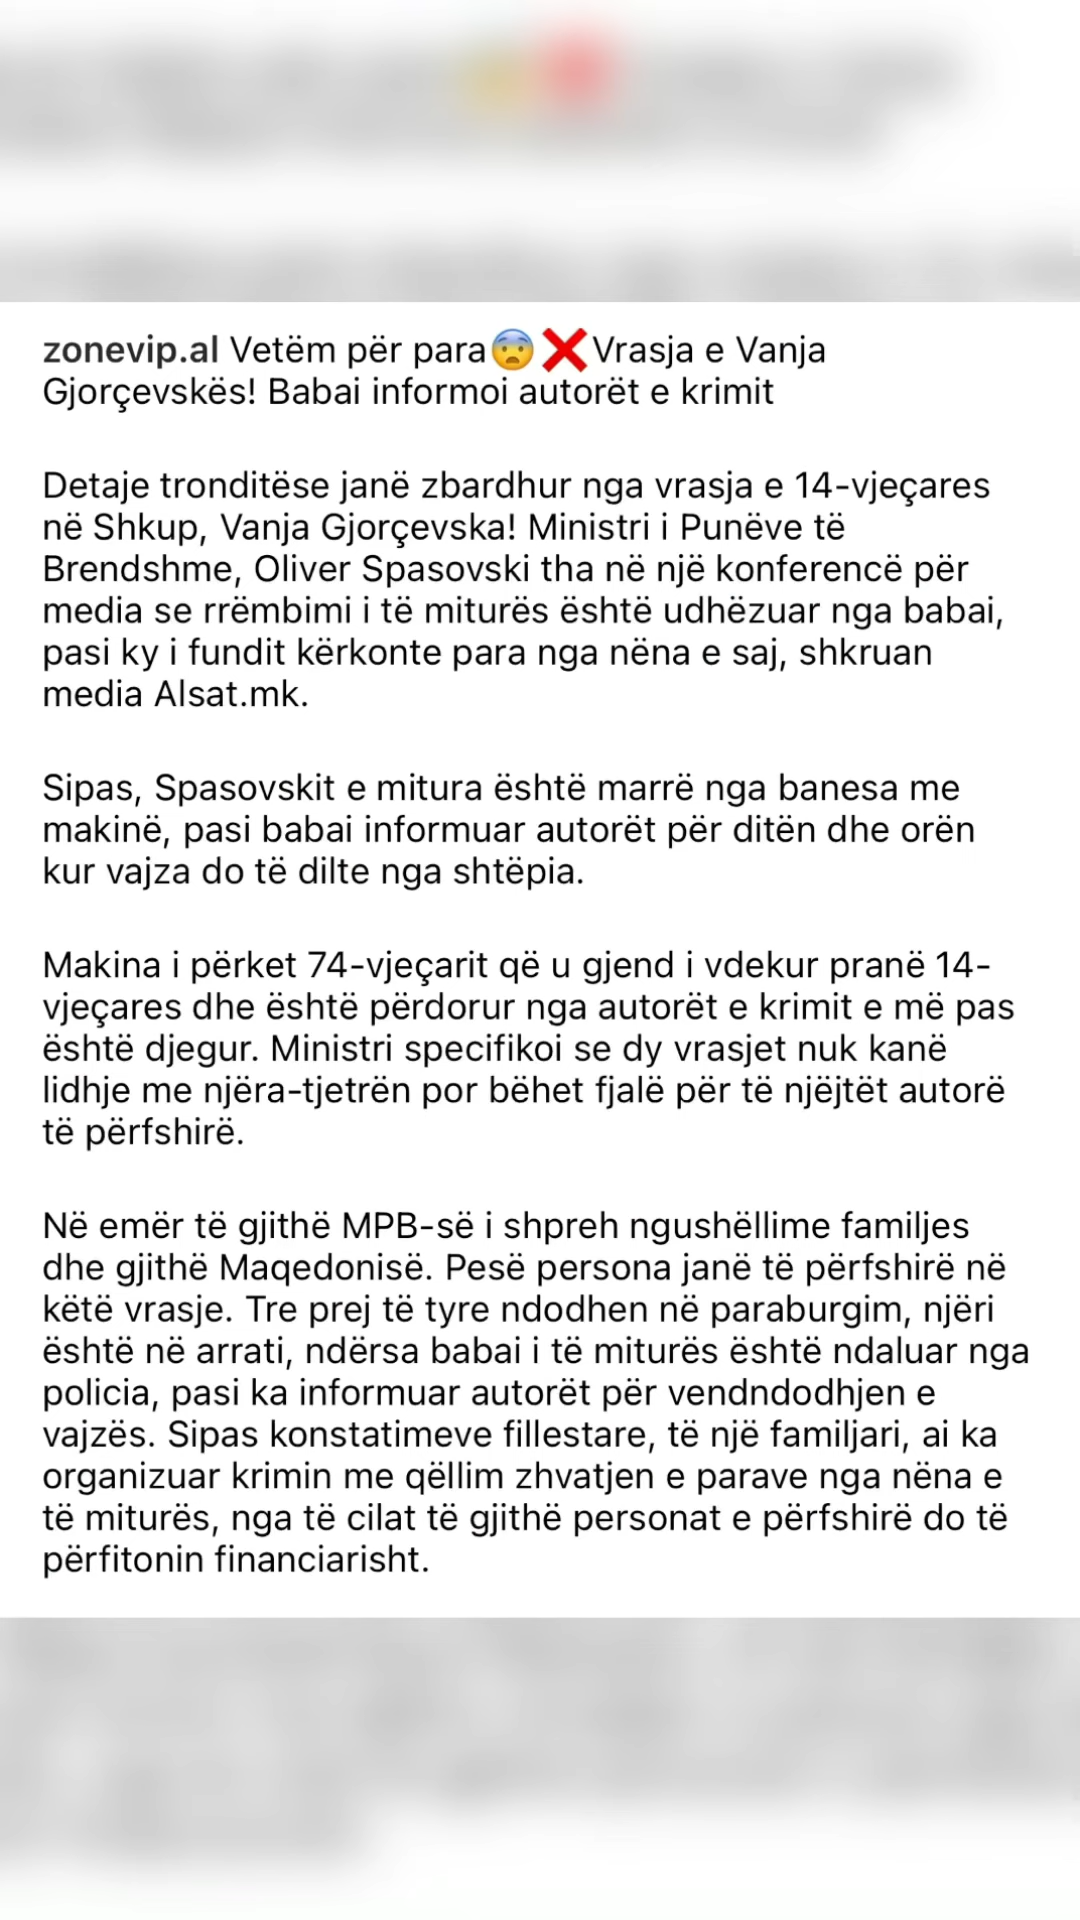 zonevip.al Vetëm për para😨❌Vrasja e Vanja
Gjorçevskës! Babai informoi autorët e krimit
Detaje tronditëse janë zbardhur nga vrasja e 14-vjeçares
në Shkup, Vanja Gjorçevska! Ministri i Punëve të
Brendshme, Oliver Spasovski tha në një konferencë për
media se rrëmbimi i të miturës është udhëzuar nga babai,
pasi ky i fundit kërkonte para nga nëna e saj, shkruan
media Alsat.mk.
Sipas, Spasovskit e mitura është marrë nga banesa me
makinë, pasi babai informuar autorët për ditën dhe orën
kur vajza do të dilte nga shtëpia.
Makina i përket 74-vjeçarit që u gjend i vdekur pranë 14-
vjeçares dhe është përdorur nga autorët e krimit e më pas
është djegur. Ministri specifikoi se dy vrasjet nuk kanë
lidhje me njëra-tjetrën por bëhet fjalë për të njëjtët autorë
të përfshirë.
Në emër të gjithë MPB-së i shpreh ngushëllime familjes
dhe gjithë Maqedonisë. Pesë persona janë të përfshirë në
këtë vrasje. Tre prej të tyre ndodhen në paraburgim, njëri
është në arrati, ndërsa babai i të miturës është ndaluar nga
policia, pasi ka informuar autorët për vendndodhjen e
vajzës. Sipas konstatimeve fillestare, të një familjari, ai ka
organizuar krimin me qëllim zhvatjen e parave nga nëna e
të miturës, nga të cilat të gjithë personat e përfshirë do të
përfitonin financiarisht.